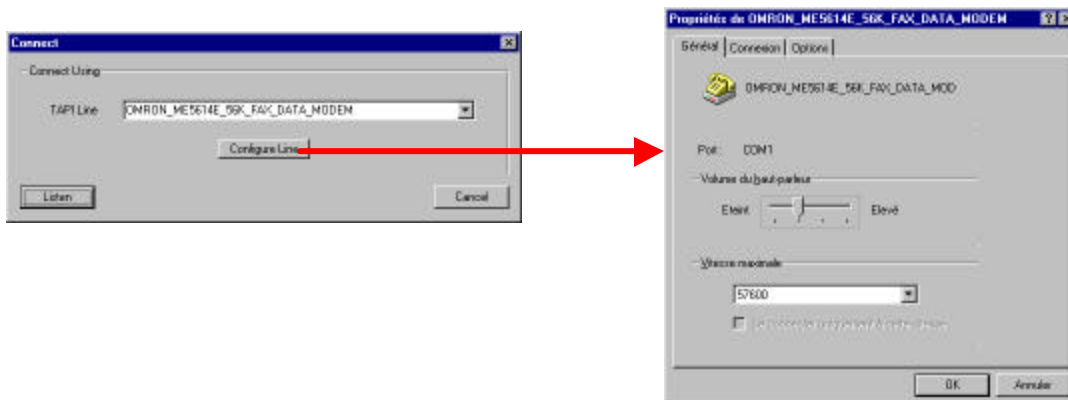 Connect
Connect Using
TAPI Line OMRON_ME5614E_56K_FAX_DATA_MODEM
Configure Line
Listen Cancel
Propriétés de OMRON_ME5614E_56K_FAX_DATA_MODEM
Général Connexion Options
OMRON_ME5614E_56K_FAX_DATA_MOD
Port: COM1
Volume du haut-parleur
Eteint Elevé
Vitesse maximale
57600
OK Annuler